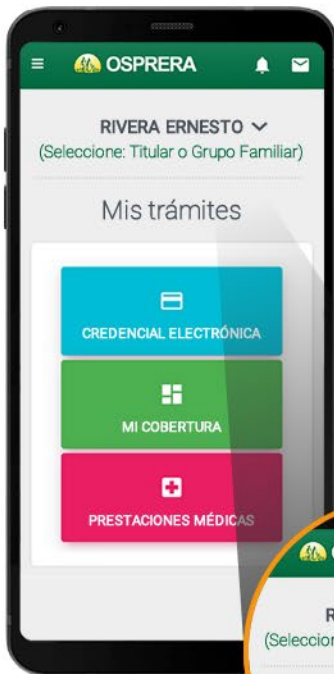 OSPRERA
RIVERA ERNESTO
(Seleccione: Titular o Grupo Familiar)
Mis trámites
CREDENCIAL ELECTRÓNICA
MI COBERTURA
PRESTACIONES MÉDICAS